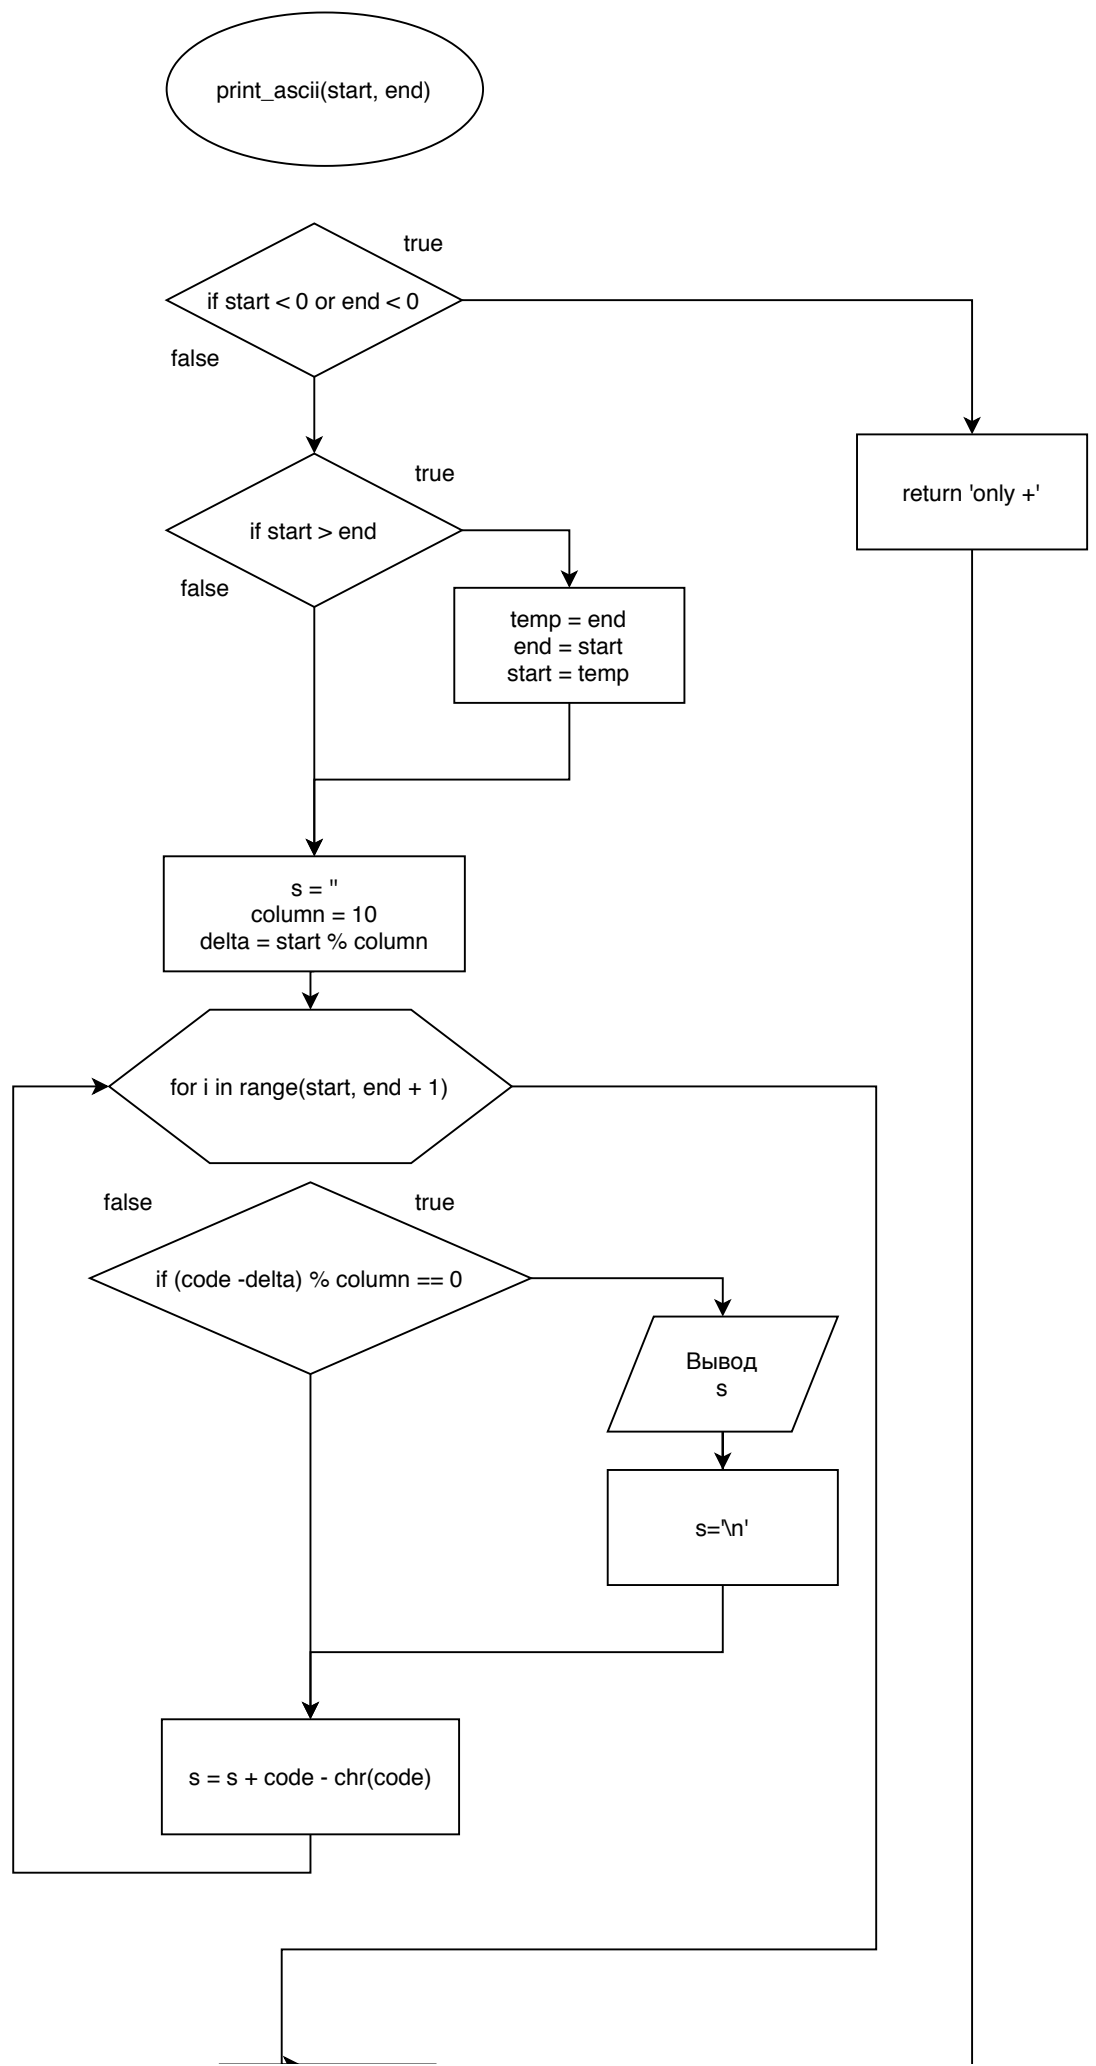 print_ascii(start, end)
true
if start < 0 or end < 0
false
true
return 'only +'
if start > end
false
temp = end
end = start
start = temp
s = ''
column = 10
delta = start % column
for i in range(start, end + 1)
false
true
if (code -delta) % column == 0
Вывод
s
s='\n'
s = s + code - chr(code)